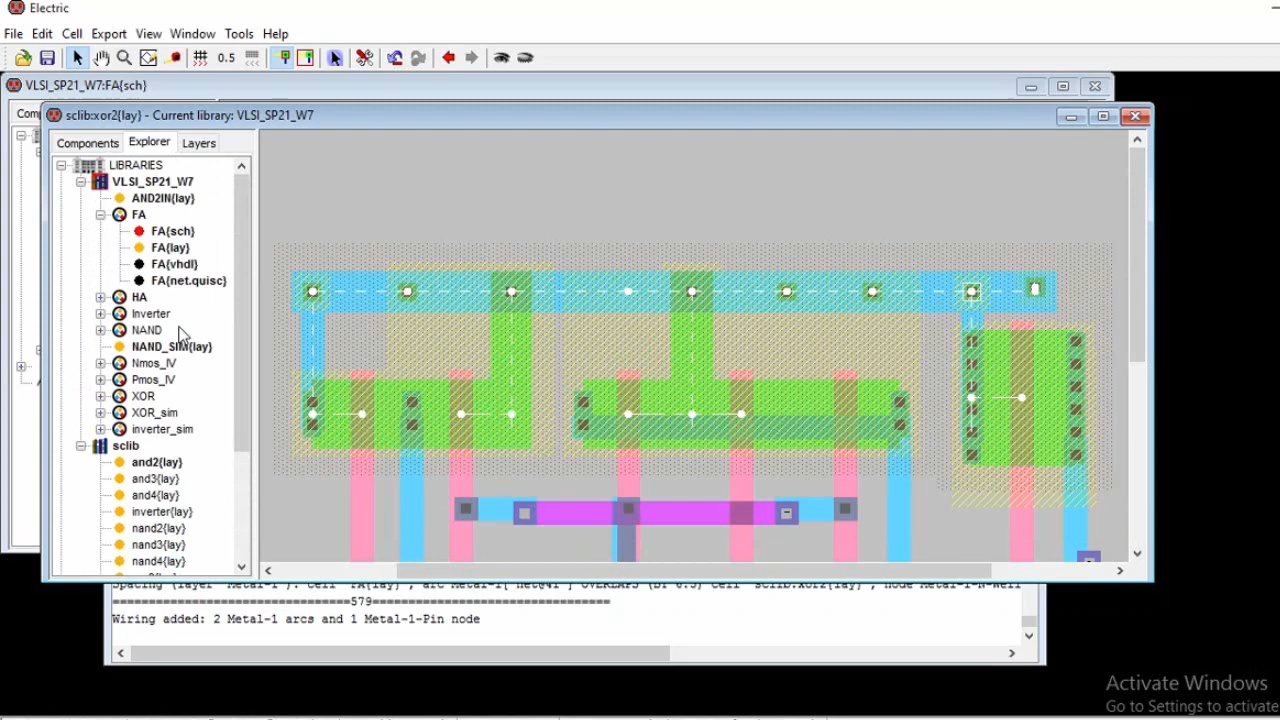 Electric
File Edit Cell Export View Window Tools Help
0.5
VLSI_SP21_W7:FA{sch}
sclib:xor2{lay} - Current library: VLSI_SP21_W7
Com
Components Explorer Layers
LIBRARIES
VLSI_SP21_W7
AND2IN{lay}
FA
FA{sch}
FA{lay}
FA{vhdl}
FA{net.quisc}
HA
Inverter
NAND
NAND_SIM{lay}
Nmos_IV
Pmos_IV
XOR
XOR_sim
inverter_sim
sclib
and2{lay}
and3{lay}
and4{lay}
inverter{lay}
nand2{lay}
nand3{lay}
nand4{lay}
=================================579===================================
Wiring added: 2 Metal-1 arcs and 1 Metal-1-Pin node
Activate Windows
Go to Settings to activate